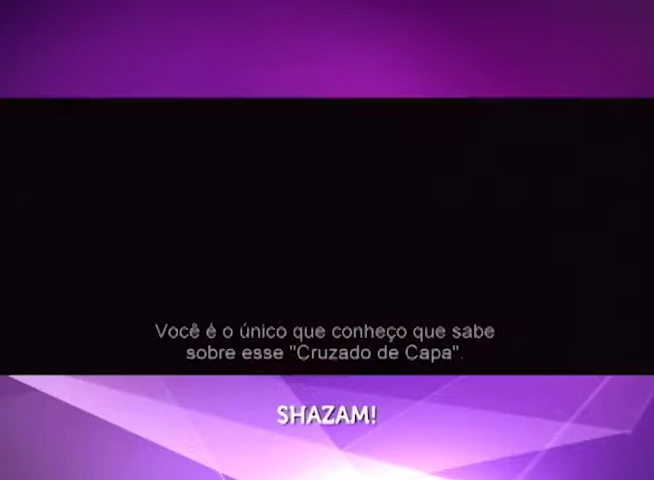 Você é o único que conheço que sabe
sobre esse "Cruzado de Capa".
SHAZAM!